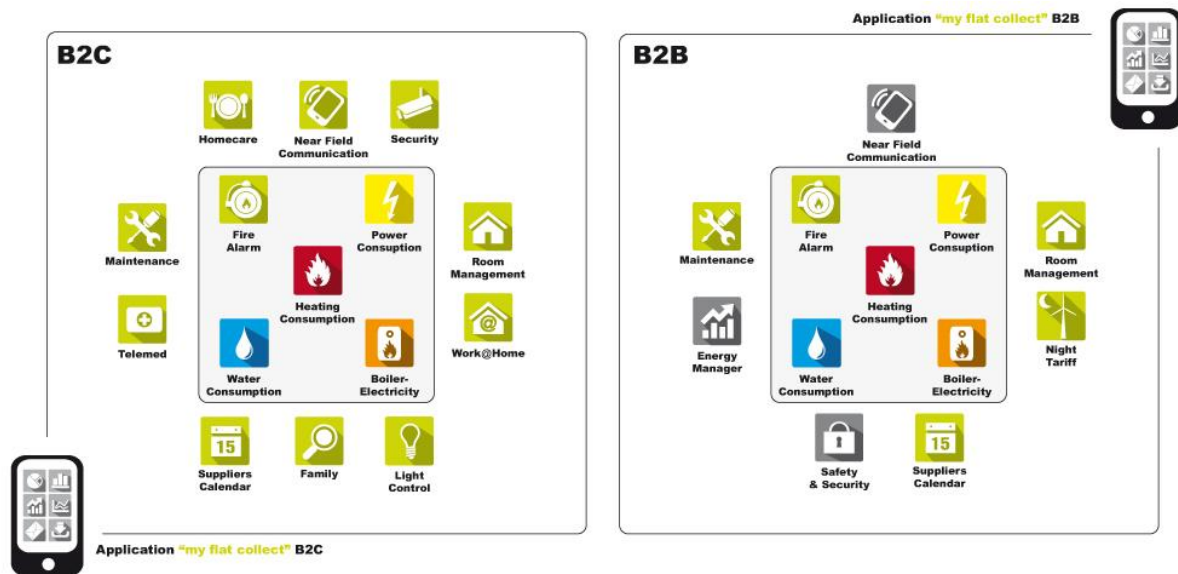 Application “my flat collect” B2B
B2C
Homecare
Near Field
Communication
Security
Fire
Alarm
Power
Consuption
Maintenance
Room
Management
Heating
Consumption
Telemed
Work@Home
Water
Consumption
Boiler-
Electricity
15
Suppliers
Calendar
Family
Light
Control
Application “my flat collect” B2C
B2B
Near Field
Communication
Fire
Alarm
Power
Consuption
Maintenance
Room
Management
Heating
Consumption
Energy
Manager
Night
Tariff
Water
Consumption
Boiler-
Electricity
Safety
& Security
15
Suppliers
Calendar